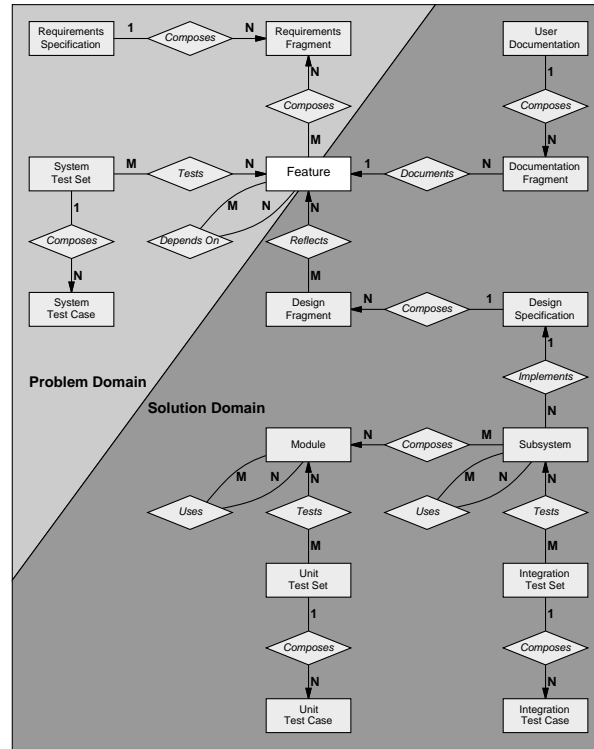 Requirements
Specification
1
Composes
N
Requirements
Fragment
User
Documentation
N
1
Composes
Composes
M
N
System
Test Set
M
Tests
N
Feature
1
Documents
N
Documentation
Fragment
1
M
N
N
Composes
Depends On
Reflects
N
M
System
Test Case
Design
Fragment
N
Composes
1
Design
Specification
1
Problem Domain
Implements
Solution Domain
N
Module
N
Composes
M
Subsystem
M
N
N
M
N
N
Uses
Tests
Uses
Tests
M
M
Unit
Test Set
Integration
Test Set
1
1
Composes
Composes
N
N
Unit
Test Case
Integration
Test Case